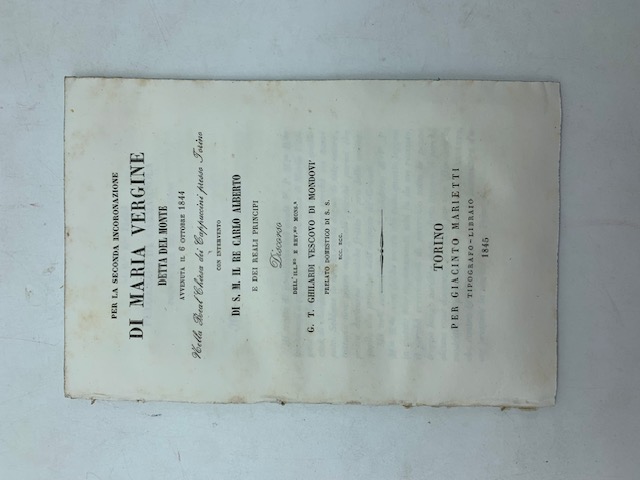 PER LA SECONDA INCORONAZIONE
DI MARIA VERGINE
DETTA DEL MONTE
AVVENUTA IL 6 OTTOBRE 1844
Nella Real Chiesa dei Cappuccini presso Torino
CON INTERVENTO
DI S. M. IL RE CARLO ALBERTO
E DEI REALI PRINCIPI
Discorso
DELL'ILL.MO E REV.MO MONS.R
G. T. GHILARDI VESCOVO DI MONDOVI'
PRELATO DOMESTICO DI S. S.
ECC. ECC.
TORINO
PER GIACINTO MARIETTI
TIPOGRAFO-LIBRAIO
1845